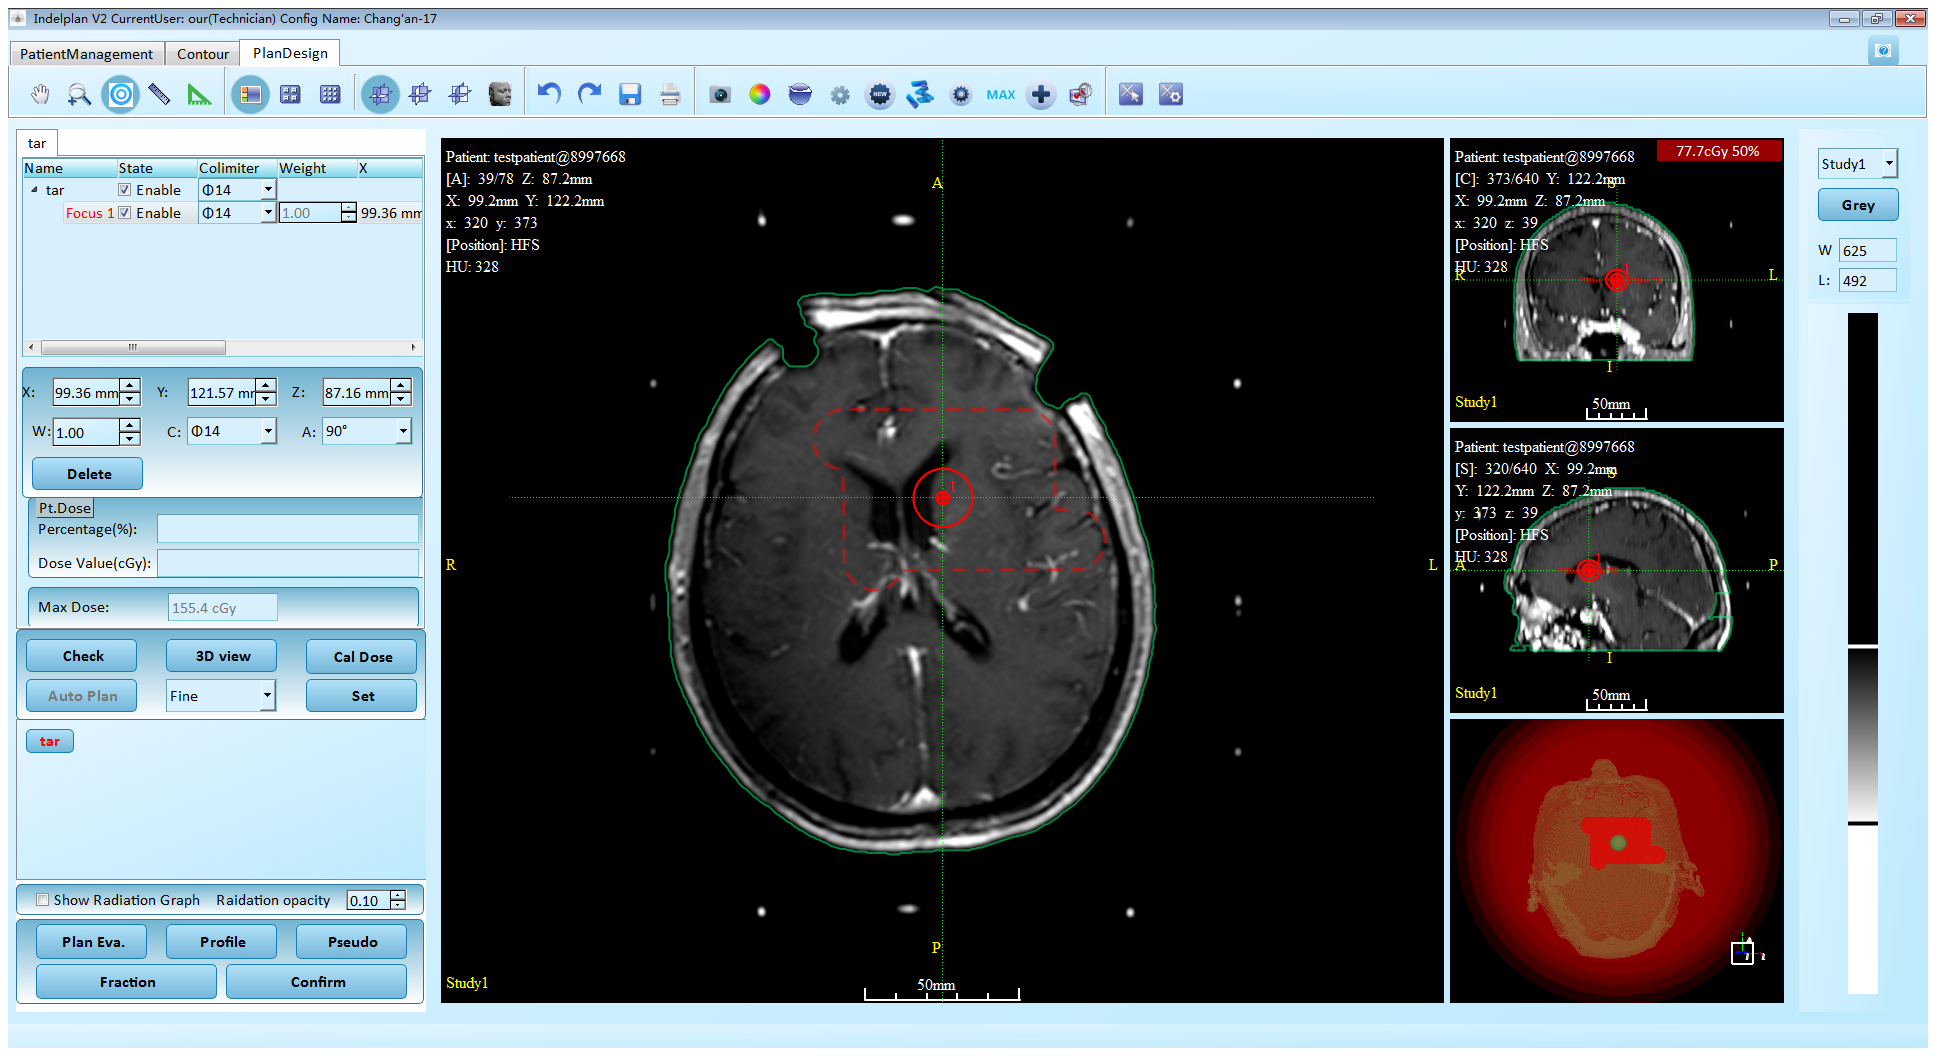 Indelplan V2 CurrentUser: our(Technician) Config Name: Chang'an-17
PatientManagement Contour PlanDesign
NEW MAX
tar
Name State Colimiter Weight X
tar Enable Φ14
Focus 1 Enable Φ14 1.00 99.36 mm
X: 99.36 mm Y: 121.57 mr Z: 87.16 mm
W: 1.00 C: Φ14 A: 90°
Delete
Pt.Dose
Percentage(%):
Dose Value(cGy):
Max Dose: 155.4 cGy
Check 3D view Cal Dose
Auto Plan Fine Set
tar
Show Radiation Graph Raidation opacity 0.10
Plan Eva. Profile Pseudo
Fraction Confirm
Patient: testpatient@8997668
[A]: 39/78 Z: 87.2mm
X: 99.2mm Y: 122.2mm
x: 320 y: 373
[Position]: HFS
HU: 328
A
R
L
1
P
Study1
50mm
Patient: testpatient@8997668
77.7cGy 50%
[C]: 373/640 Y: 122.2mm
X: 99.2mm Z: 87.2mm
x: 320 z: 39
[Position]: HFS
HU: 328
S
R
L
1
I
Study1
50mm
Patient: testpatient@8997668
[S]: 320/640 X: 99.2mm
Y: 122.2mm Z: 87.2mm
y: 373 z: 39
[Position]: HFS
HU: 328
S
A
P
1
I
Study1
50mm
Study1
Grey
W 625
L: 492